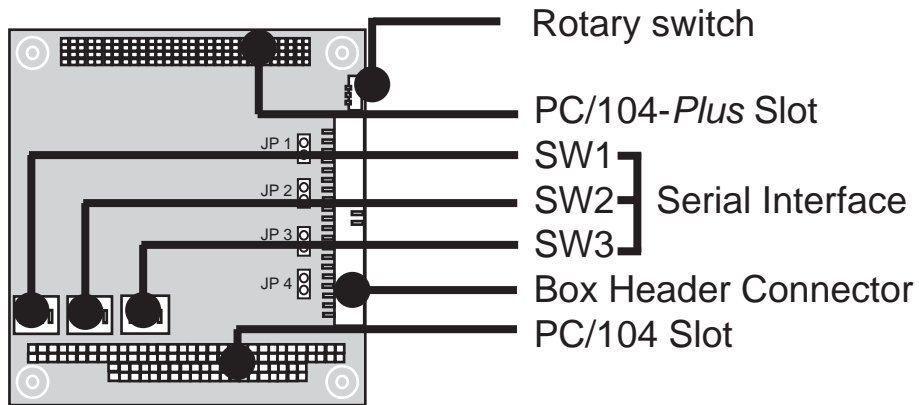 Rotary switch
PC/104-Plus Slot
JP 1
SW1
JP 2
SW2
Serial Interface
JP 3
SW3
JP 4
Box Header Connector
PC/104 Slot